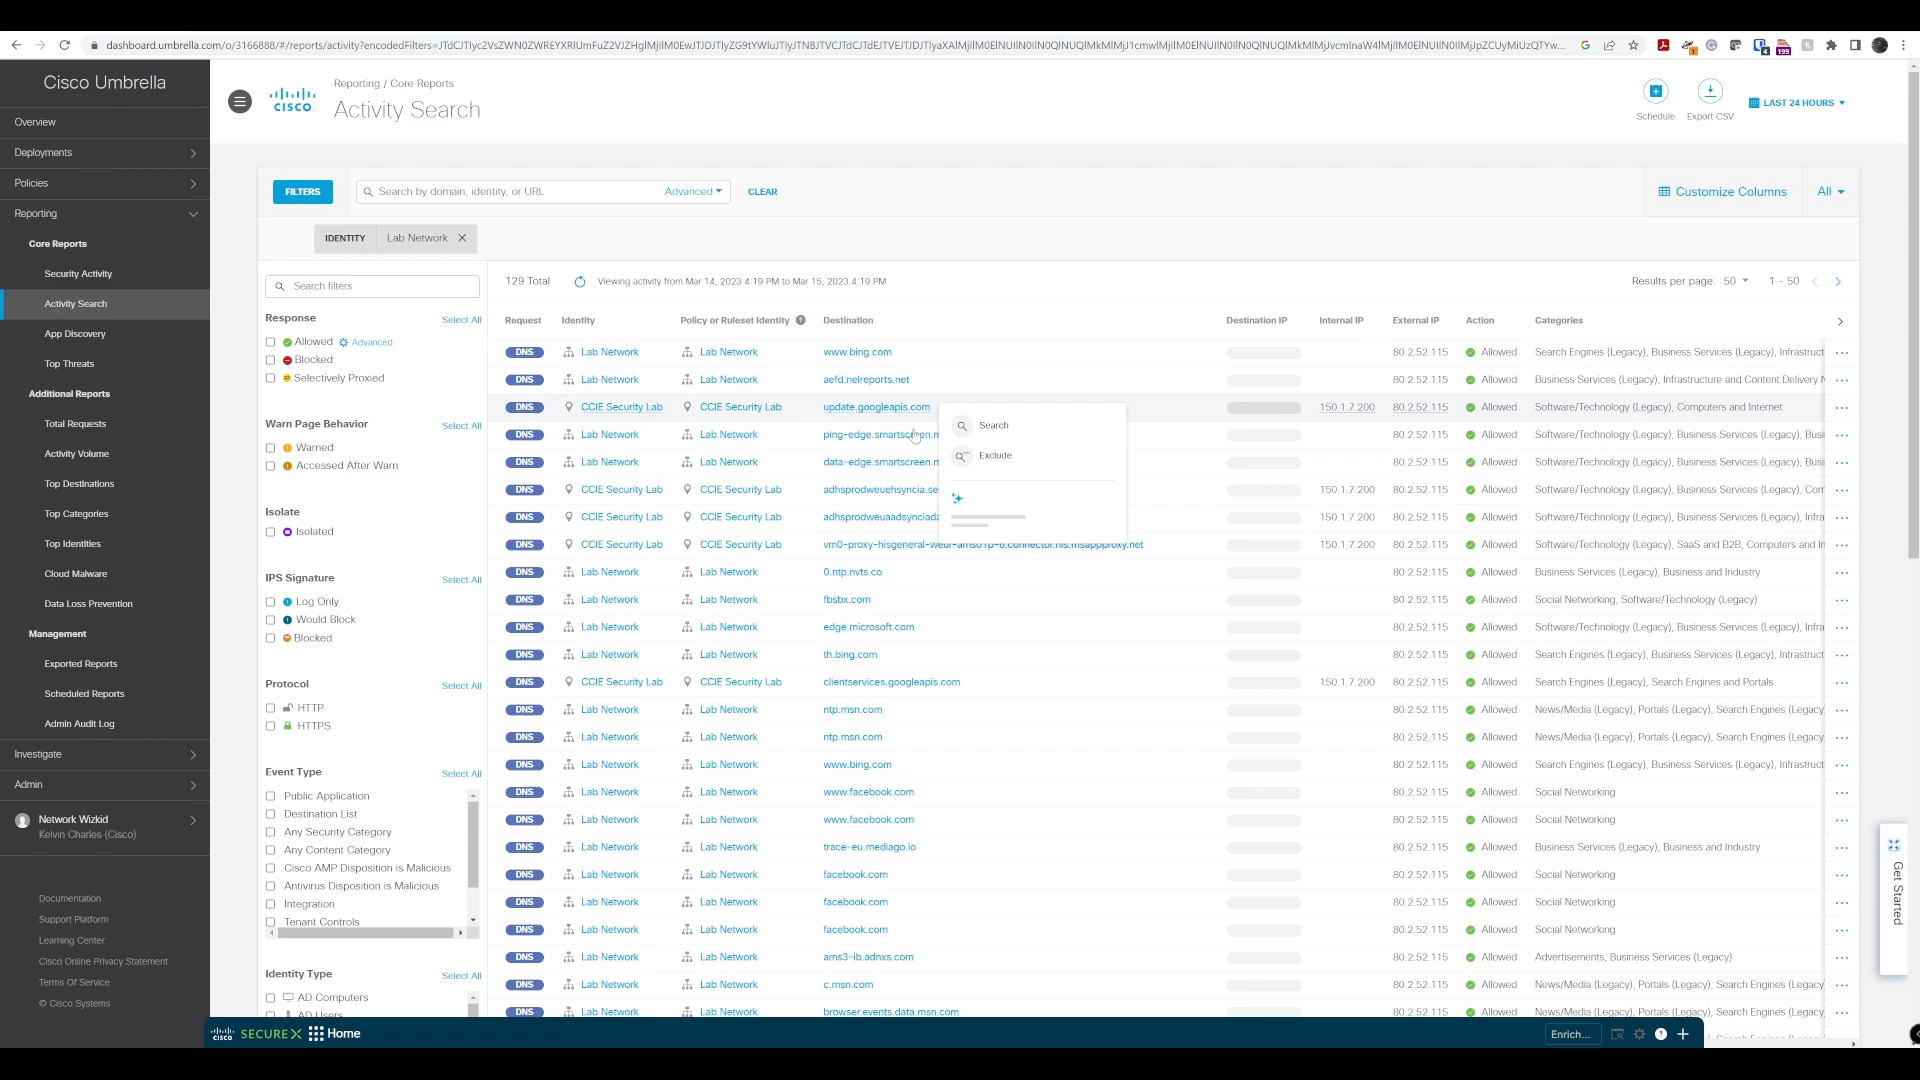 dashboard.umbrella.com/o/3166888/#/reports/activity?encodedFilters=
Cisco Umbrella
Overview
Deployments
Policies
Reporting
Core Reports
Security Activity
Activity Search
App Discovery
Top Threats
Additional Reports
Total Requests
Activity Volume
Top Destinations
Top Categories
Top Identities
Cloud Malware
Data Loss Prevention
Management
Exported Reports
Scheduled Reports
Admin Audit Log
Investigate
Admin
Network Wizkid
Kelvin Charles (Cisco)
Documentation
Support Platform
Learning Center
Cisco Online Privacy Statement
Terms Of Service
© Cisco Systems
CISCO
Reporting / Core Reports
Activity Search
Schedule
Export CSV
LAST 24 HOURS
FILTERS
Search by domain, identity, or URL
Advanced
CLEAR
Customize Columns
All
IDENTITY Lab Network
Search filters
Response Select All
Allowed Advanced
Blocked
Selectively Proxied
Warn Page Behavior Select All
Warned
Accessed After Warn
Isolate
Isolated
IPS Signature Select All
Log Only
Would Block
Blocked
Protocol Select All
HTTP
HTTPS
Event Type Select All
Public Application
Destination List
Any Security Category
Any Content Category
Cisco AMP Disposition is Malicious
Antivirus Disposition is Malicious
Integration
Tenant Controls
Identity Type Select All
AD Computers
AD Users
129 Total Viewing activity from Mar 14, 2023 4:19 PM to Mar 15, 2023 4:19 PM Results per page: 50 1 - 50
Request Identity Policy or Ruleset Identity Destination Destination IP Internal IP External IP Action Categories
DNS Lab Network Lab Network www.bing.com 80.2.52.115 Allowed Search Engines (Legacy), Business Services (Legacy), Infrastruct
DNS Lab Network Lab Network aefd.nelreports.net 80.2.52.115 Allowed Business Services (Legacy), Infrastructure and Content Delivery N
DNS CCIE Security Lab CCIE Security Lab update.googleapis.com 150.1.7.200 80.2.52.115 Allowed Software/Technology (Legacy), Computers and Internet
DNS Lab Network Lab Network ping-edge.smartscreen.m 80.2.52.115 Allowed Software/Technology (Legacy), Business Services (Legacy), Busi
DNS Lab Network Lab Network data-edge.smartscreen.m 80.2.52.115 Allowed Software/Technology (Legacy), Business Services (Legacy), Busi
DNS CCIE Security Lab CCIE Security Lab adhsprodweuehsyncia.se 150.1.7.200 80.2.52.115 Allowed Software/Technology (Legacy), Business Services (Legacy), Com
DNS CCIE Security Lab CCIE Security Lab adhsprodweuaadsynciada 150.1.7.200 80.2.52.115 Allowed Software/Technology (Legacy), Business Services (Legacy), Infra
DNS CCIE Security Lab CCIE Security Lab 150.1.7.200 80.2.52.115 Allowed Software/Technology (Legacy), SaaS and B2B, Computers and In
DNS Lab Network Lab Network 0.ntp.nvts.co 80.2.52.115 Allowed Business Services (Legacy), Business and Industry
DNS Lab Network Lab Network fbsbx.com 80.2.52.115 Allowed Social Networking, Software/Technology (Legacy)
DNS Lab Network Lab Network edge.microsoft.com 80.2.52.115 Allowed Software/Technology (Legacy), Business Services (Legacy), Infra
DNS Lab Network Lab Network th.bing.com 80.2.52.115 Allowed Search Engines (Legacy), Business Services (Legacy), Infrastruct
DNS CCIE Security Lab CCIE Security Lab clientservices.googleapis.com 150.1.7.200 80.2.52.115 Allowed Search Engines (Legacy), Search Engines and Portals
DNS Lab Network Lab Network ntp.msn.com 80.2.52.115 Allowed News/Media (Legacy), Portals (Legacy), Search Engines (Legacy
DNS Lab Network Lab Network ntp.msn.com 80.2.52.115 Allowed News/Media (Legacy), Portals (Legacy), Search Engines (Legacy
DNS Lab Network Lab Network www.bing.com 80.2.52.115 Allowed Search Engines (Legacy), Business Services (Legacy), Infrastruct
DNS Lab Network Lab Network www.facebook.com 80.2.52.115 Allowed Social Networking
DNS Lab Network Lab Network www.facebook.com 80.2.52.115 Allowed Social Networking
DNS Lab Network Lab Network trace-eu.mediago.io 80.2.52.115 Allowed Business Services (Legacy), Business and Industry
DNS Lab Network Lab Network facebook.com 80.2.52.115 Allowed Social Networking
DNS Lab Network Lab Network facebook.com 80.2.52.115 Allowed Social Networking
DNS Lab Network Lab Network facebook.com 80.2.52.115 Allowed Social Networking
DNS Lab Network Lab Network ams3-ib.adnxs.com 80.2.52.115 Allowed Advertisements, Business Services (Legacy)
DNS Lab Network Lab Network c.msn.com 80.2.52.115 Allowed News/Media (Legacy), Portals (Legacy), Search Engines (Legacy
DNS Lab Network Lab Network browser.events.data.msn.com 80.2.52.115 Allowed News/Media (Legacy), Portals (Legacy), Search Engines (Legacy
Search
Exclude
Get Started
CISCO SECUREX Home
Enrich...